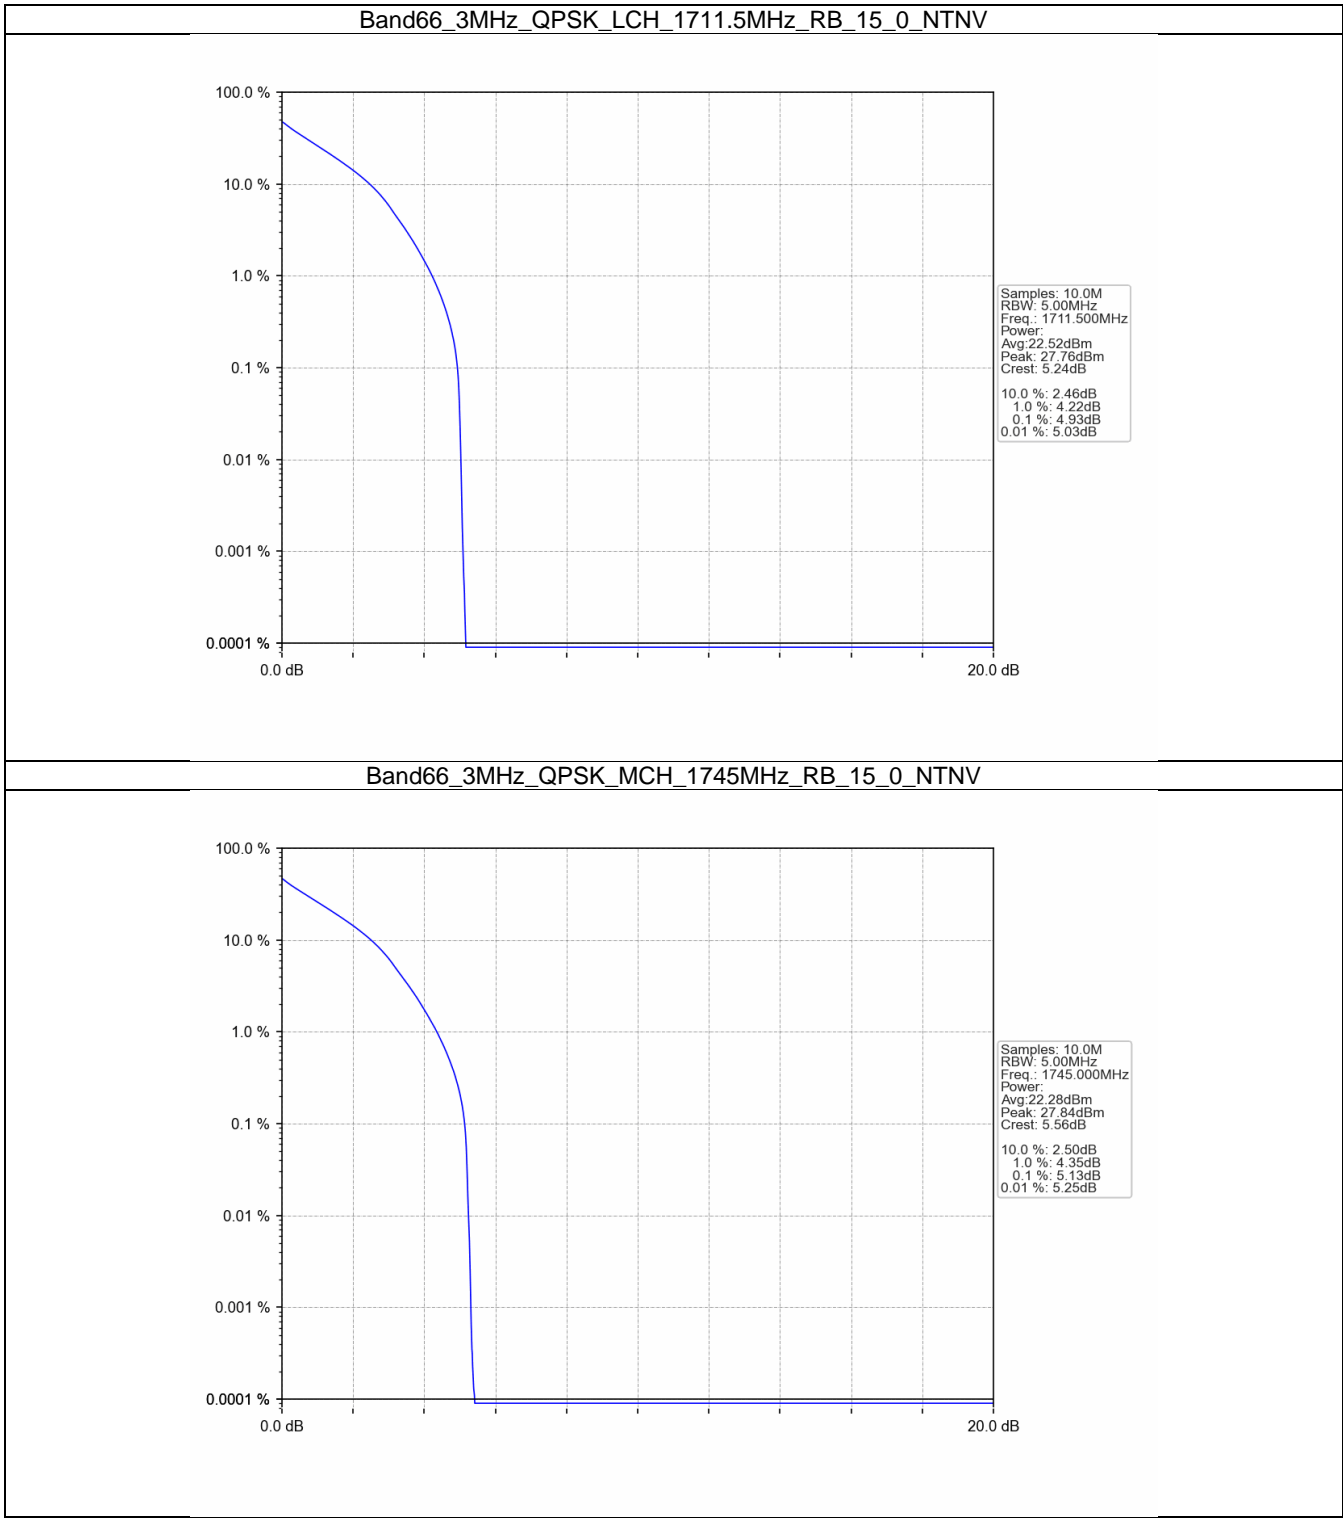 Band66_3MHz_QPSK_LCH_1711.5MHz_RB_15_0_NTNV
100.0 %
10.0 %
1.0 %
0.1 %
0.01 %
0.001 %
0.0001 %
0.0 dB
20.0 dB
Samples: 10.0M
RBW: 5.00MHz
Freq.: 1711.500MHz
Power:
Avg:22.52dBm
Peak: 27.76dBm
Crest: 5.24dB
10.0 %: 2.46dB
1.0 %: 4.22dB
0.1 %: 4.93dB
0.01 %: 5.03dB
Band66_3MHz_QPSK_MCH_1745MHz_RB_15_0_NTNV
100.0 %
10.0 %
1.0 %
0.1 %
0.01 %
0.001 %
0.0001 %
0.0 dB
20.0 dB
Samples: 10.0M
RBW: 5.00MHz
Freq.: 1745.000MHz
Power:
Avg:22.28dBm
Peak: 27.84dBm
Crest: 5.56dB
10.0 %: 2.50dB
1.0 %: 4.35dB
0.1 %: 5.13dB
0.01 %: 5.25dB